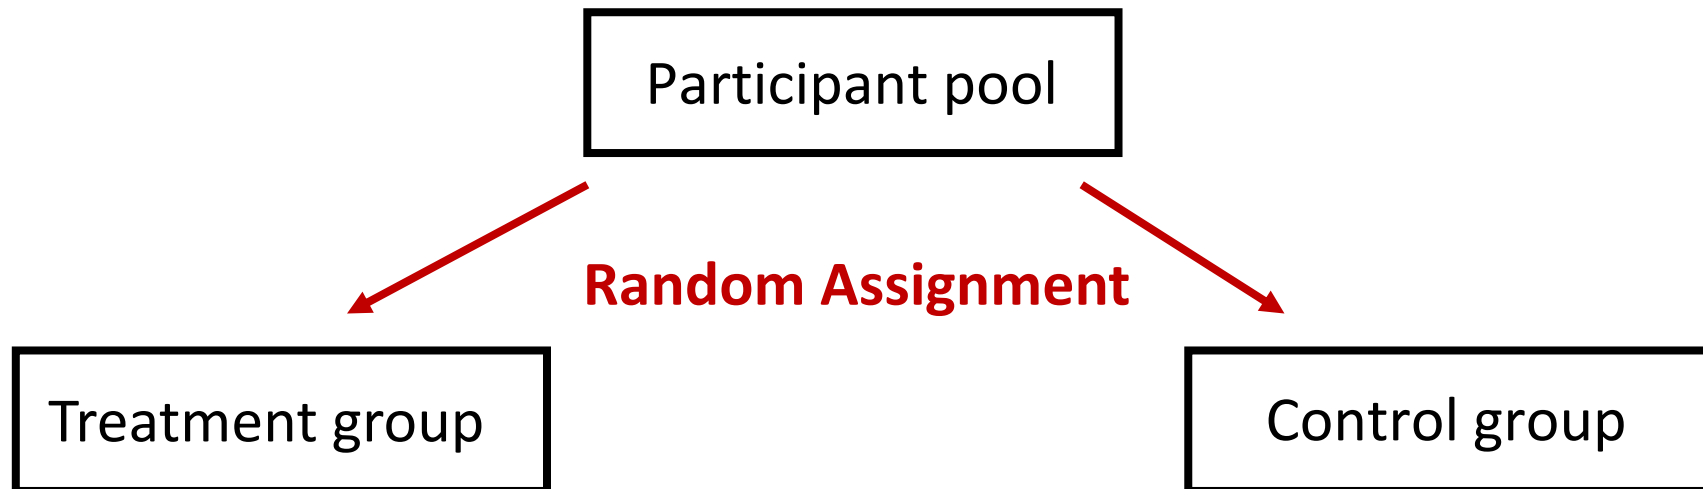 Participant pool
Random Assignment
Treatment group
Control group